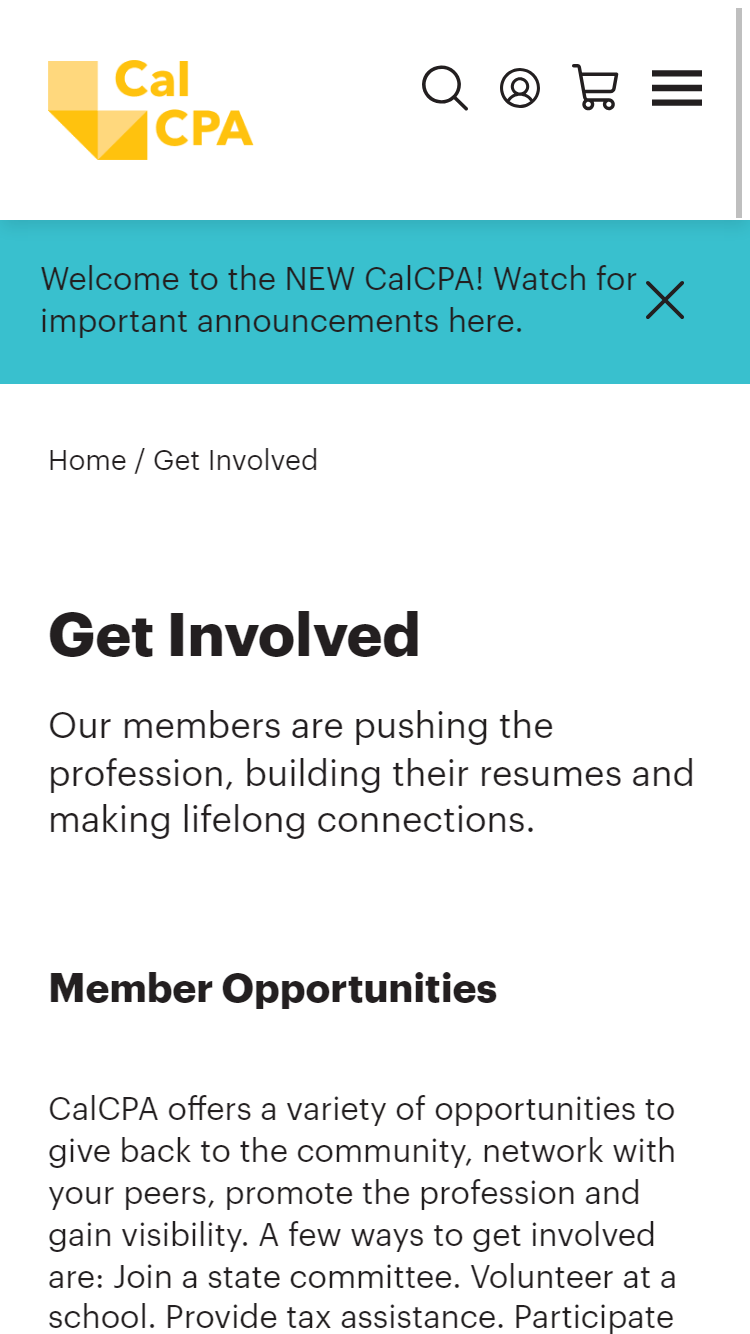 Cal
CPA
Welcome to the NEW CalCPA! Watch for
important announcements here.
Home / Get Involved
Get Involved
Our members are pushing the
profession, building their resumes and
making lifelong connections.
Member Opportunities
CalCPA offers a variety of opportunities to
give back to the community, network with
your peers, promote the profession and
gain visibility. A few ways to get involved
are: Join a state committee. Volunteer at a
school. Provide tax assistance. Participate